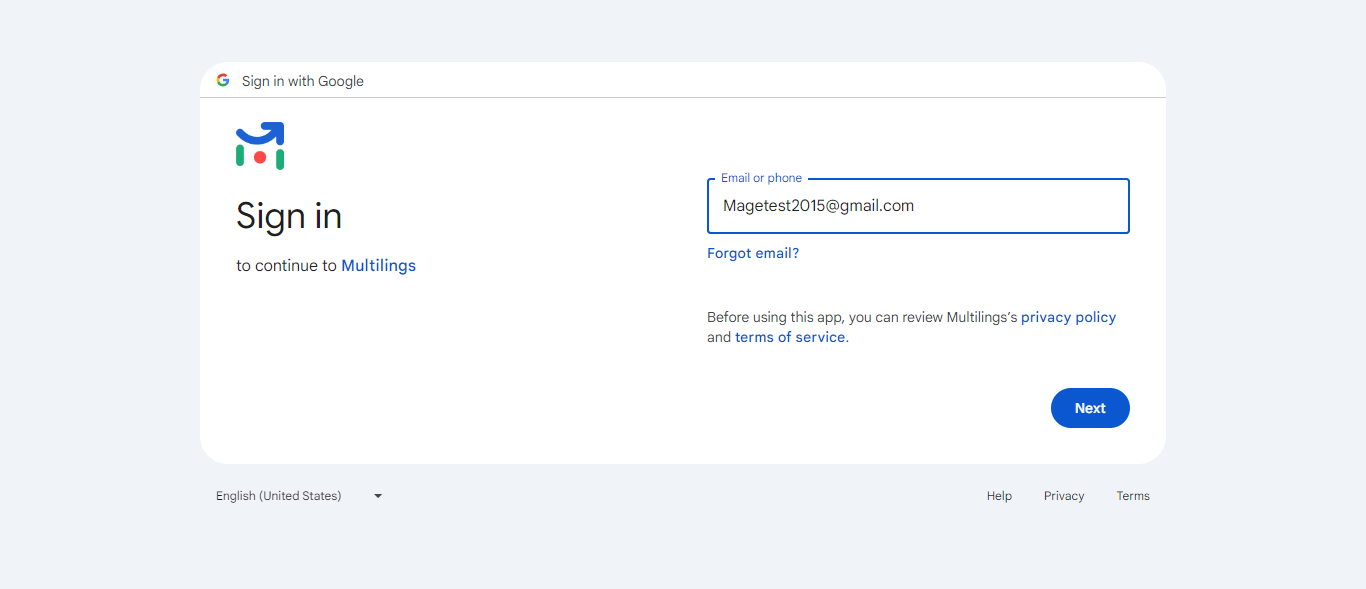 Sign in with Google
Sign in
to continue to Multilings
Email or phone
Magetest2015@gmail.com
Forgot email?
Before using this app, you can review Multilings’s privacy policy
and terms of service.
Next
English (United States)
Help Privacy Terms